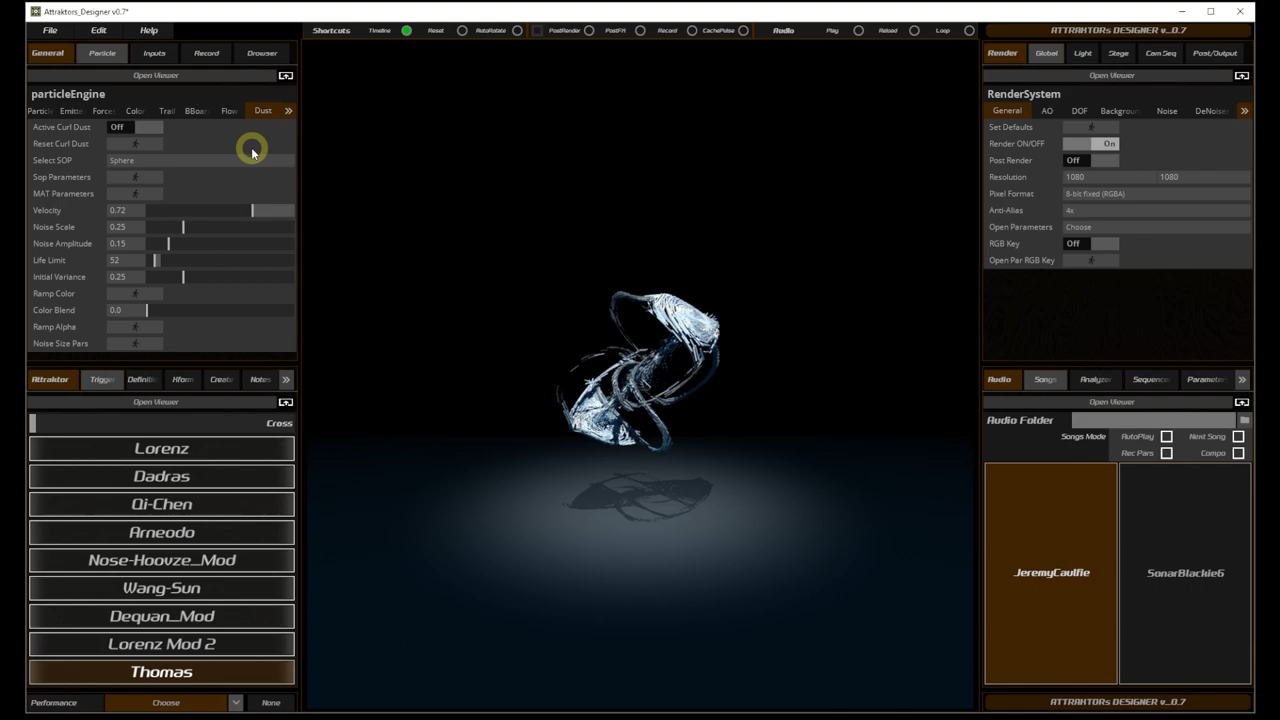 Attraktors_Designer v0.7*
File Edit Help
Shortcuts Timeline Reset AutoRotate PostRender PostFX Record CachePulse Audio Play Reload Loop
ATTRAKTORs DESIGNER v_0.7
General Particle Inputs Record Browser
Render Global Light Stage Cam Seq Post/Output
Open Viewer
Open Viewer
particleEngine
RenderSystem
Particle Emitte Force Color Trail BBoar Flow Dust »
General AO DOF Backgroun Noise DeNoise »
Active Curl Dust Off
Reset Curl Dust
Select SOP Sphere
Sop Parameters
MAT Parameters
Velocity 0.72
Noise Scale 0.25
Noise Amplitude 0.15
Life Limit 52
Initial Variance 0.25
Ramp Color
Color Blend 0.0
Ramp Alpha
Noise Size Pars
Set Defaults
Render ON/OFF On
Post Render Off
Resolution 1080 1080
Pixel Format 8-bit fixed (RGBA)
Anti-Alias 4x
Open Parameters Choose
RGB Key Off
Open Par RGB Key
Attraktor Trigger Definitio Xform Create Notes »
Audio Songs Analyzer Sequence Parameter »
Open Viewer
Open Viewer
Cross
Lorenz
Dadras
Qi-Chen
Arneodo
Nose-Hoovze_Mod
Wang-Sun
Dequan_Mod
Lorenz Mod 2
Thomas
Audio Folder
Songs Mode AutoPlay Next Song
Rec Pars Compo
JeremyCaulfie
SonarBlackie6
Performance Choose None
ATTRAKTORs DESIGNER v_0.7